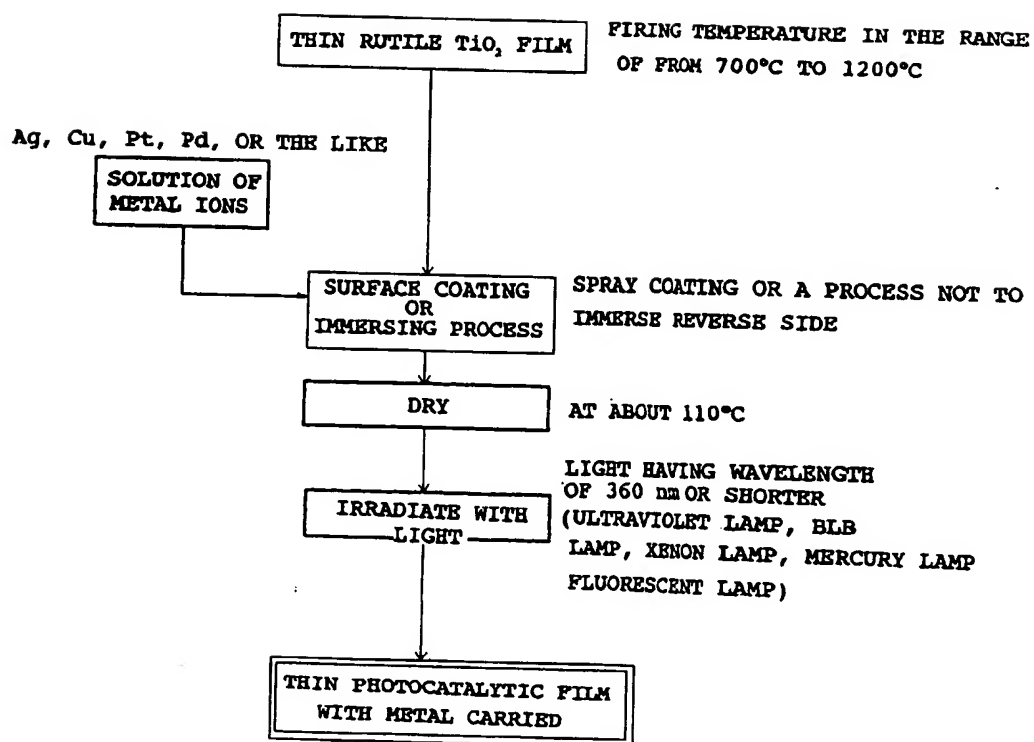 THIN RUTILE TiO₂ FILM
FIRING TEMPERATURE IN THE RANGE
OF FROM 700°C TO 1200°C
Ag, Cu, Pt, Pd, OR THE LIKE
SOLUTION OF
METAL IONS
SURFACE COATING
OR
IMMERSING PROCESS
SPRAY COATING OR A PROCESS NOT TO
IMMERSE REVERSE SIDE
DRY
AT ABOUT 110°C
IRRADIATE WITH
LIGHT
LIGHT HAVING WAVELENGTH
OF 360 nm OR SHORTER
(ULTRAVIOLET LAMP, BLB
LAMP, XENON LAMP, MERCURY LAMP
FLUORESCENT LAMP)
THIN PHOTOCATALYTIC FILM
WITH METAL CARRIED